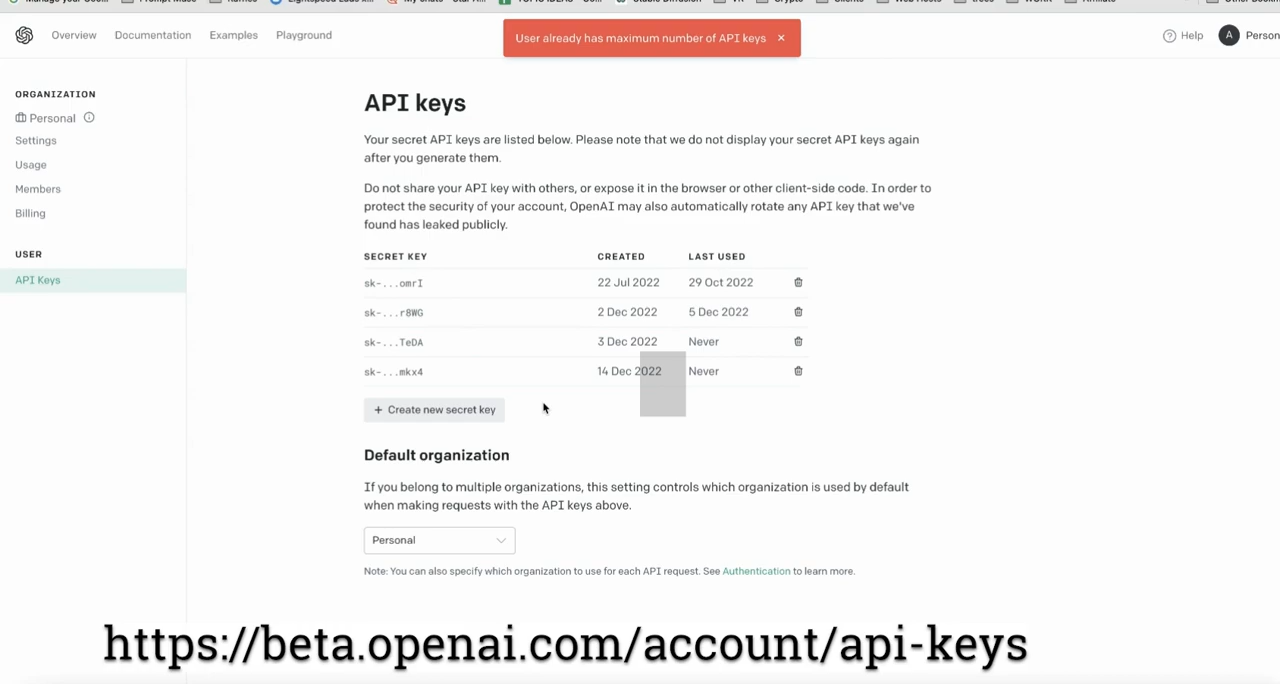 Overview Documentation Examples Playground
User already has maximum number of API keys ×
Help A Person
ORGANIZATION
Personal
Settings
Usage
Members
Billing
USER
API Keys
API keys
Your secret API keys are listed below. Please note that we do not display your secret API keys again
after you generate them.
Do not share your API key with others, or expose it in the browser or other client-side code. In order to
protect the security of your account, OpenAI may also automatically rotate any API key that we've
found has leaked publicly.
SECRET KEY CREATED LAST USED
sk-...omrI 22 Jul 2022 29 Oct 2022
sk-...r8WG 2 Dec 2022 5 Dec 2022
sk-...TeDA 3 Dec 2022 Never
sk-...mkx4 14 Dec 2022 Never
+ Create new secret key
Default organization
If you belong to multiple organizations, this setting controls which organization is used by default
when making requests with the API keys above.
Personal
Note: You can also specify which organization to use for each API request. See Authentication to learn more.
https://beta.openai.com/account/api-keys